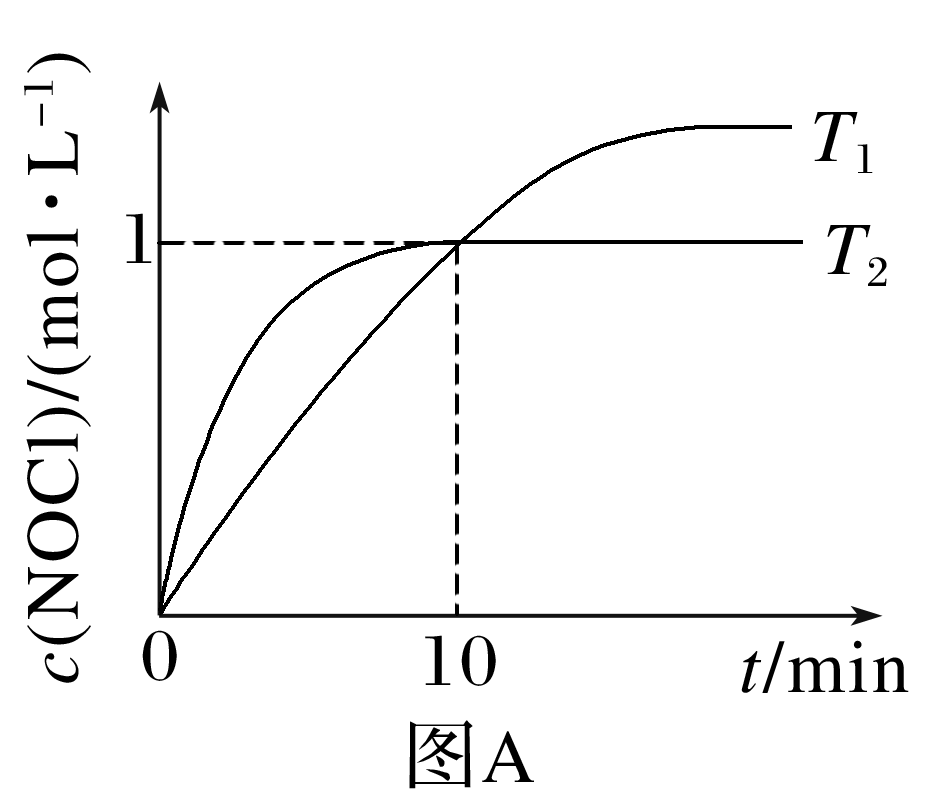 c(NOCl)/(mol·L⁻¹)
T₁
1
T₂
0
10
t/min
图A